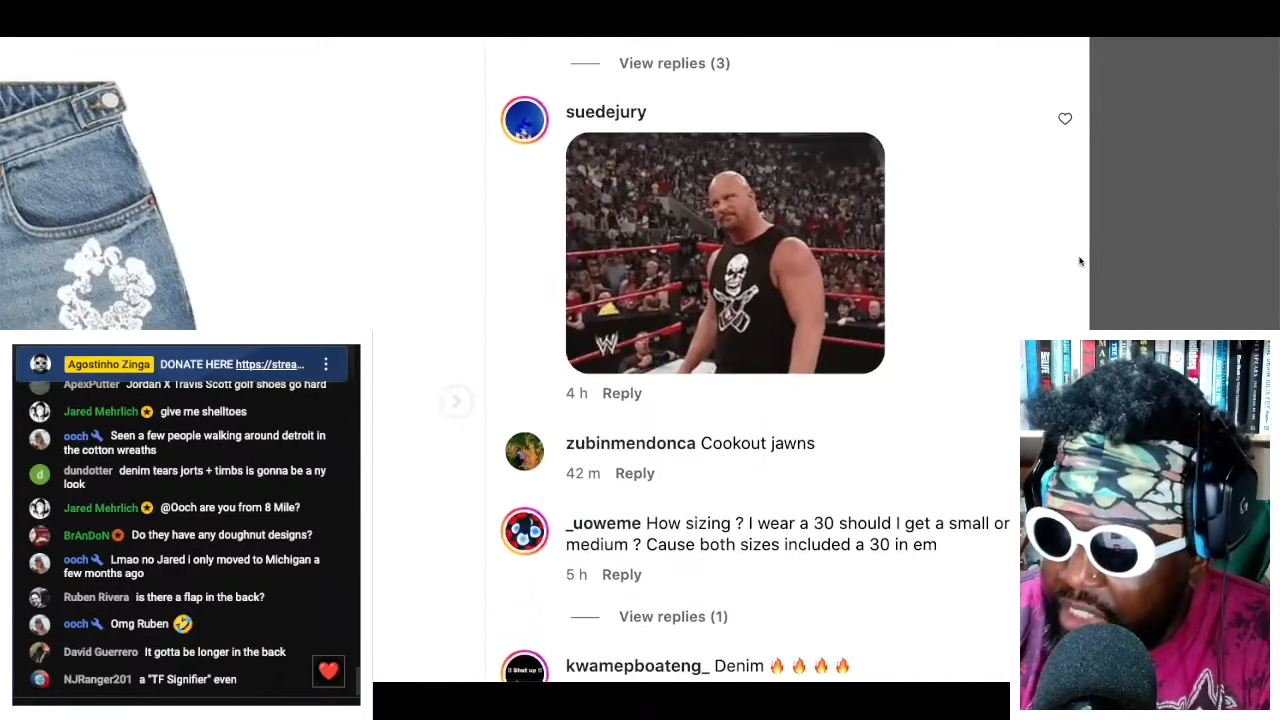 View replies (3)
suedejury
4 h Reply
zubinmendonca Cookout jawns
42 m Reply
_uoweme How sizing ? I wear a 30 should I get a small or
medium ? Cause both sizes included a 30 in em
5 h Reply
View replies (1)
kwamepboateng_ Denim 🔥 🔥 🔥 🔥
Agostinho Zinga DONATE HERE https://strea...
ApexPutter Jordan X Travis Scott golf shoes go hard
Jared Mehrlich give me shelltoes
ooch Seen a few people walking around detroit in
the cotton wreaths
dundotter denim tears jorts + timbs is gonna be a ny
look
Jared Mehrlich @Ooch are you from 8 Mile?
BrAnDoN Do they have any doughnut designs?
ooch Lmao no Jared i only moved to Michigan a
few months ago
Ruben Rivera is there a flap in the back?
ooch Omg Ruben 🤣
David Guerrero It gotta be longer in the back
NJRanger201 a "TF Signifier" even